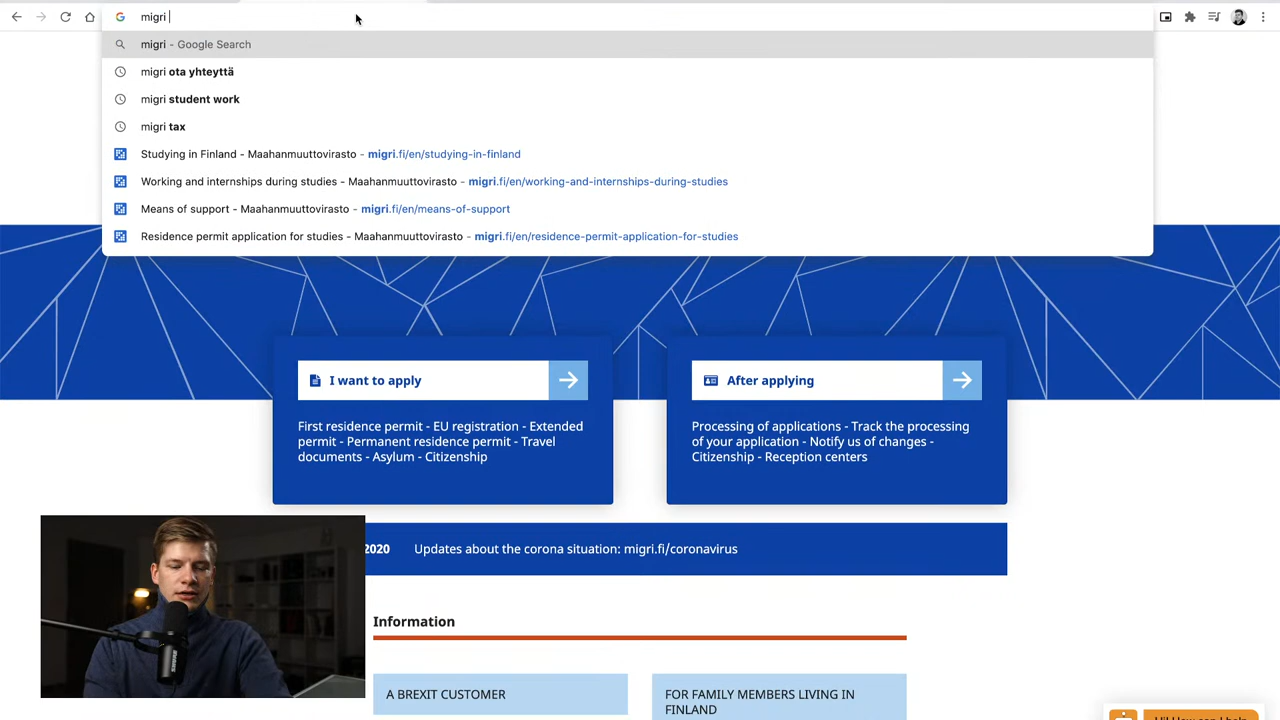 migri
migri - Google Search
migri ota yhteyttä
migri student work
migri tax
Studying in Finland - Maahanmuuttovirasto - migri.fi/en/studying-in-finland
Working and internships during studies - Maahanmuuttovirasto - migri.fi/en/working-and-internships-during-studies
Means of support - Maahanmuuttovirasto - migri.fi/en/means-of-support
Residence permit application for studies - Maahanmuuttovirasto - migri.fi/en/residence-permit-application-for-studies
I want to apply
First residence permit - EU registration - Extended
permit - Permanent residence permit - Travel
documents - Asylum - Citizenship
After applying
Processing of applications - Track the processing
of your application - Notify us of changes -
Citizenship - Reception centers
2020 Updates about the corona situation: migri.fi/coronavirus
Information
A BREXIT CUSTOMER
FOR FAMILY MEMBERS LIVING IN
FINLAND